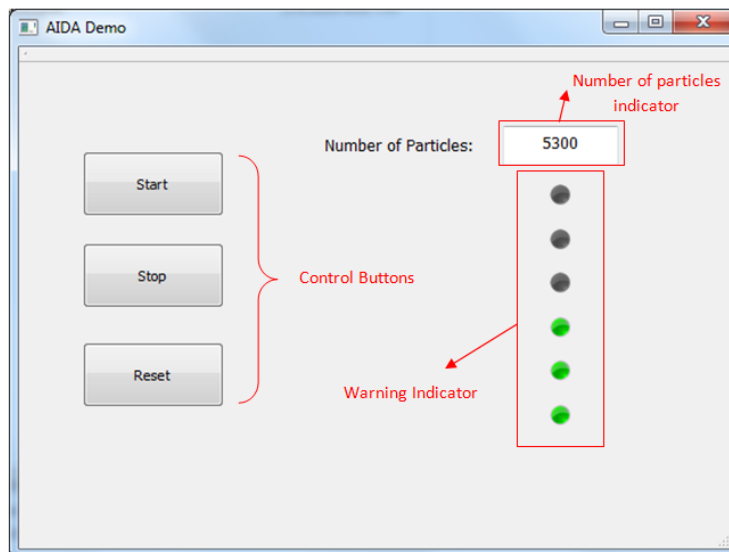 AIDA Demo
Number of particles
indicator
Number of Particles:
5300
Start
Stop
Control Buttons
Reset
Warning Indicator